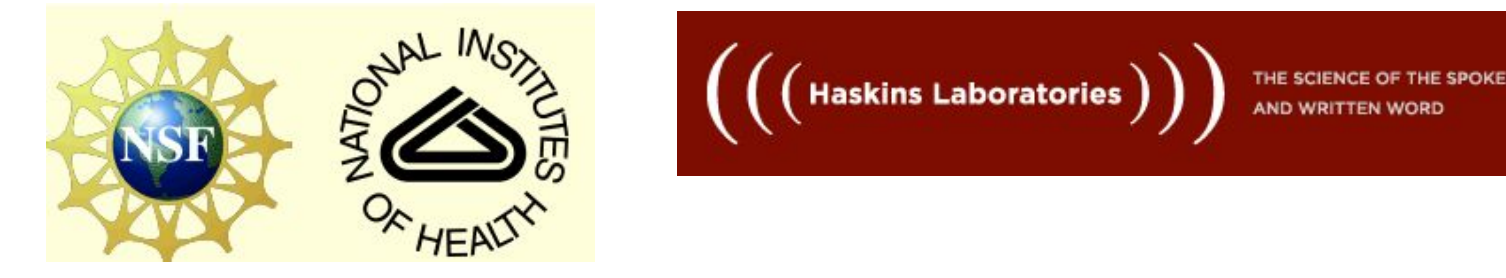 NSF
NATIONAL INSTITUTES
OF HEALTH
(((Haskins Laboratories)))
THE SCIENCE OF THE SPOKE
AND WRITTEN WORD